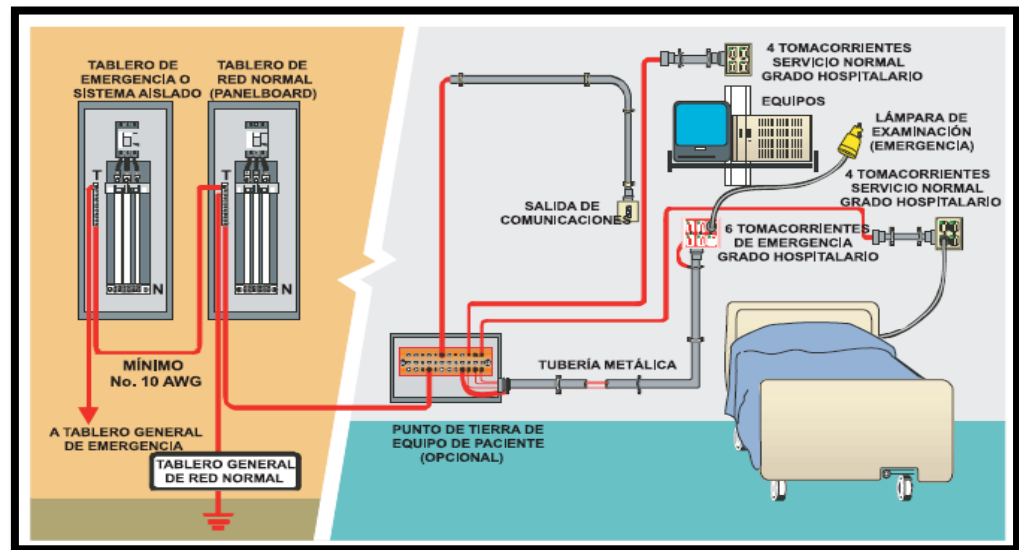 TABLERO DE
EMERGENCIA O
SISTEMA AISLADO
TABLERO DE
RED NORMAL
(PANELBOARD)
T
N
T
N
MÍNIMO
No. 10 AWG
A TABLERO GENERAL
DE EMERGENCIA
TABLERO GENERAL
DE RED NORMAL
4 TOMACORRIENTES
SERVICIO NORMAL
GRADO HOSPITALARIO
EQUIPOS
LÁMPARA DE
EXAMINACIÓN
(EMERGENCIA)
4 TOMACORRIENTES
SERVICIO NORMAL
GRADO HOSPITALARIO
SALIDA DE
COMUNICACIONES
6 TOMACORRIENTES
DE EMERGENCIA
GRADO HOSPITALARIO
TUBERÍA METÁLICA
PUNTO DE TIERRA DE
EQUIPO DE PACIENTE
(OPCIONAL)